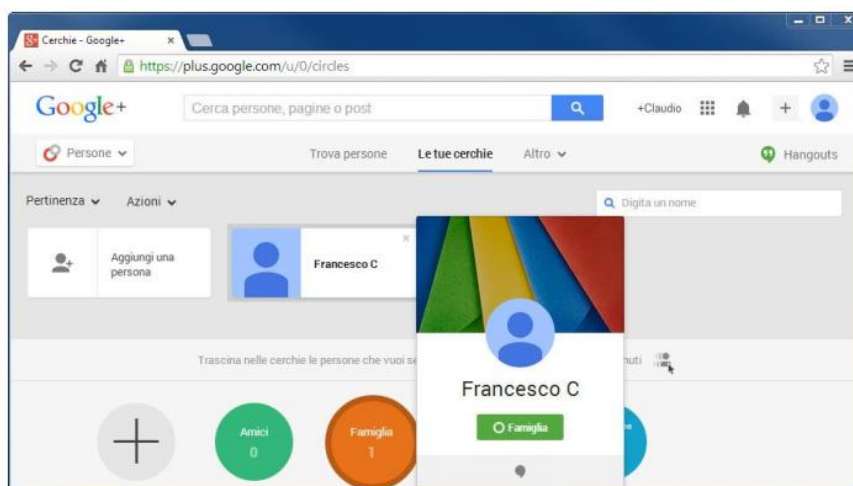 Cerchie - Google+
https://plus.google.com/u/0/circles
Google+
Cerca persone, pagine o post
+Claudio
Persone
Trova persone
Le tue cerchie
Altro
Hangouts
Pertinenza
Azioni
Digita un nome
Aggiungi una
persona
Francesco C
Trascina nelle cerchie le persone che vuoi
Francesco C
Famiglia
Amici
0
Famiglia
1